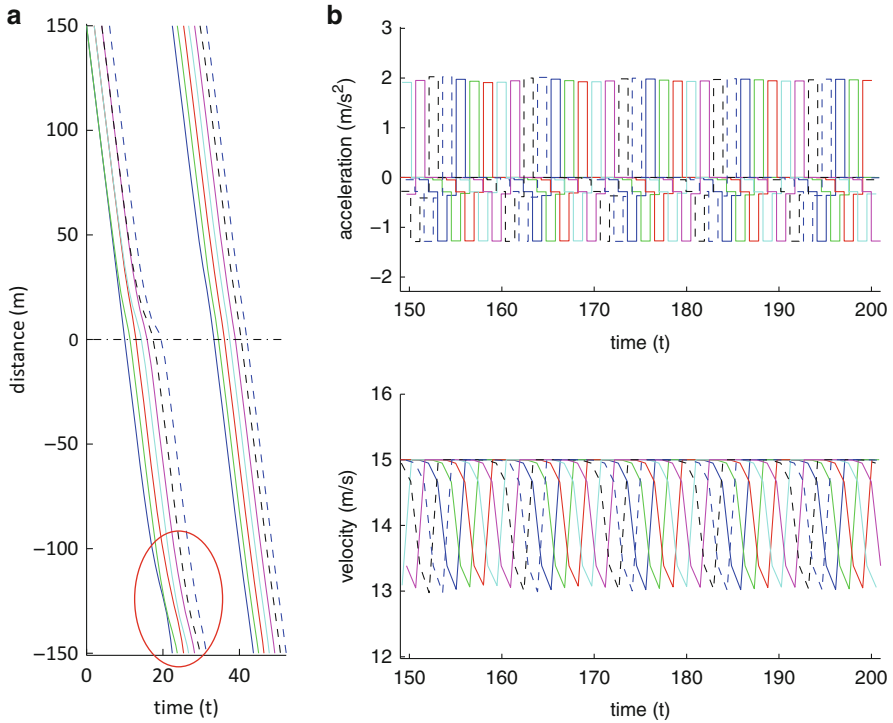 a
150
100
50
0
−50
−100
−150
distance (m)
0 20 40
time (t)
b
3
2
1
0
−1
−2
acceleration (m/s²)
150 160 170 180 190 200
time (t)
16
15
14
13
12
velocity (m/s)
150 160 170 180 190 200
time (t)